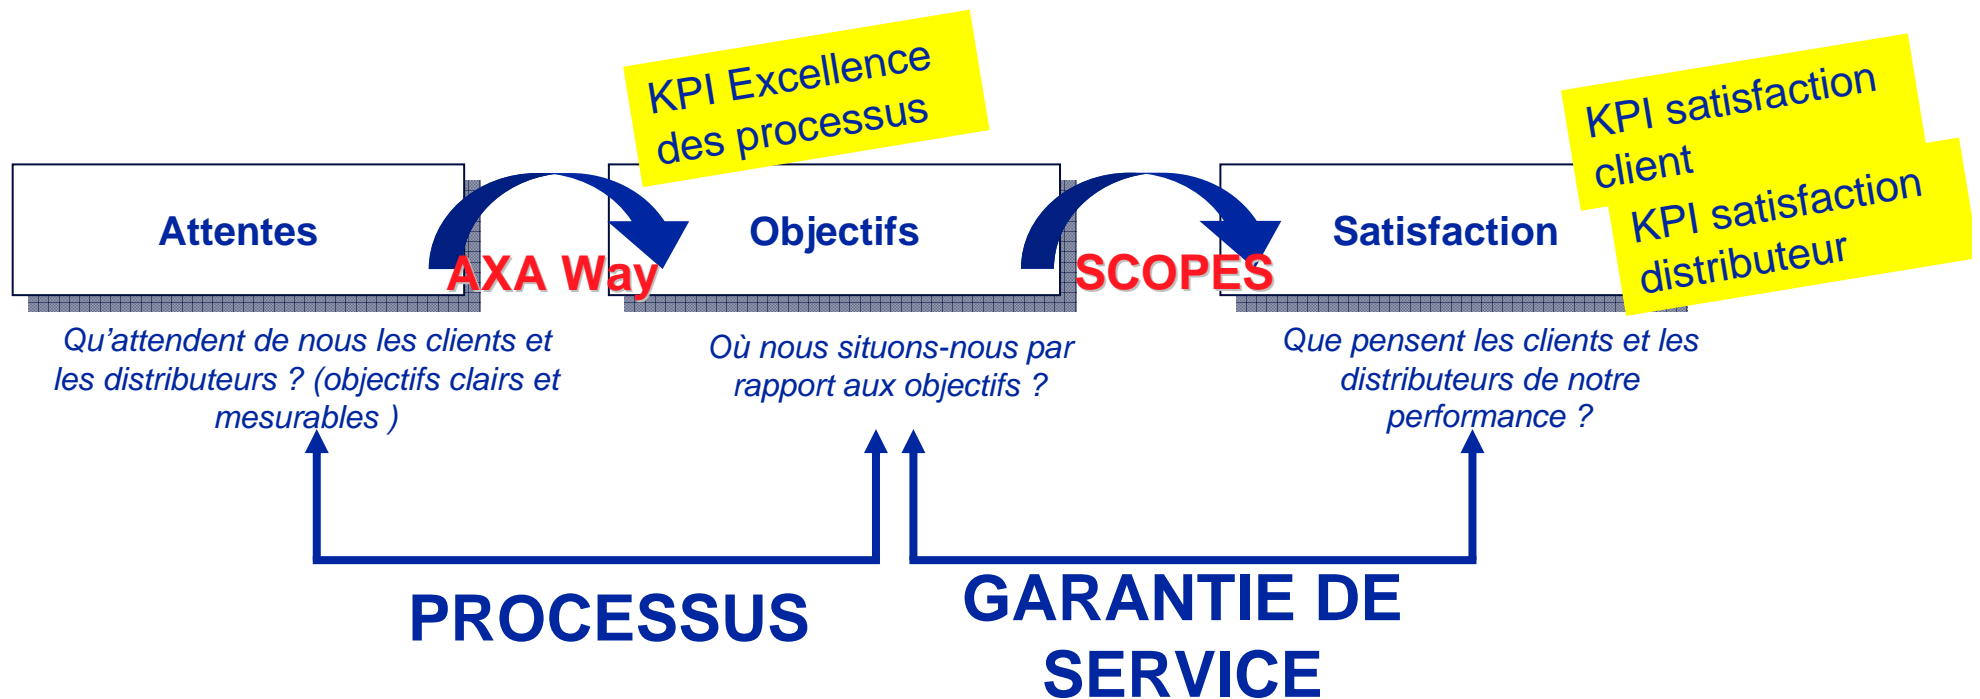 KPI Excellence
des processus
KPI satisfaction
client
KPI satisfaction
distributeur
Attentes
Objectifs
Satisfaction
AXA Way
SCOPES
Qu’attendent de nous les clients et
les distributeurs ? (objectifs clairs et
mesurables )
Où nous situons-nous par
rapport aux objectifs ?
Que pensent les clients et les
distributeurs de notre
performance ?
PROCESSUS
GARANTIE DE
SERVICE